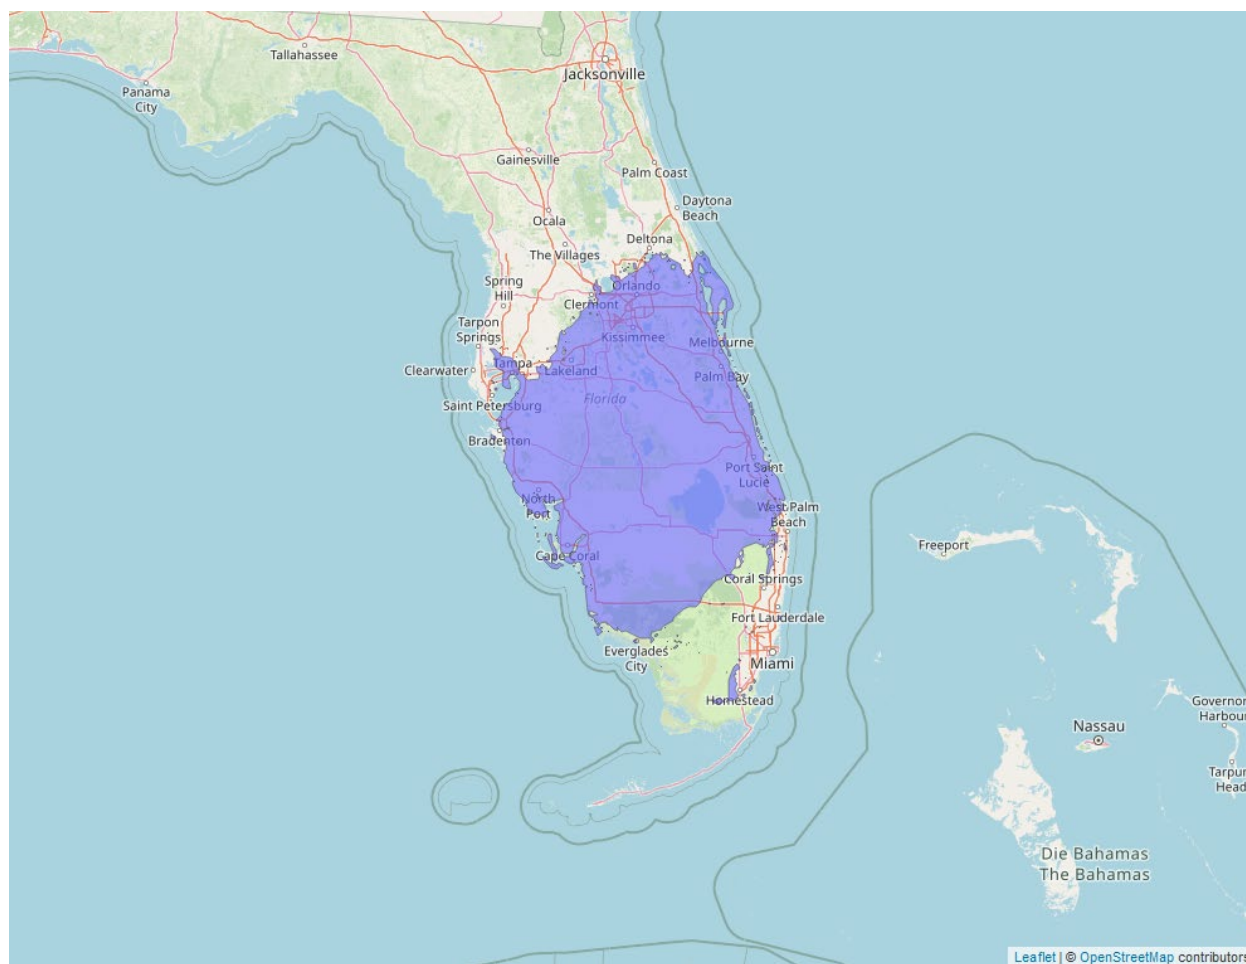 Tallahassee
Jacksonville
Panama
City
Gainesville
Palm Coast
Daytona
Beach
Ocala
Deltona
The Villages
Spring
Hill
Orlando
Clermont
Tarpon
Springs
Kissimmee
Melbourne
Tampa
Clearwater
Lakeland
Palm Bay
Florida
Saint Petersburg
Bradenton
Port Saint
Lucie
North
Port
West Palm
Beach
Freeport
Cape Coral
Coral Springs
Fort Lauderdale
Everglades
City
Miami
Homestead
Governor
Harbou
Nassau
Tarpu
Head
Die Bahamas
The Bahamas
Leaflet | © OpenStreetMap contributors